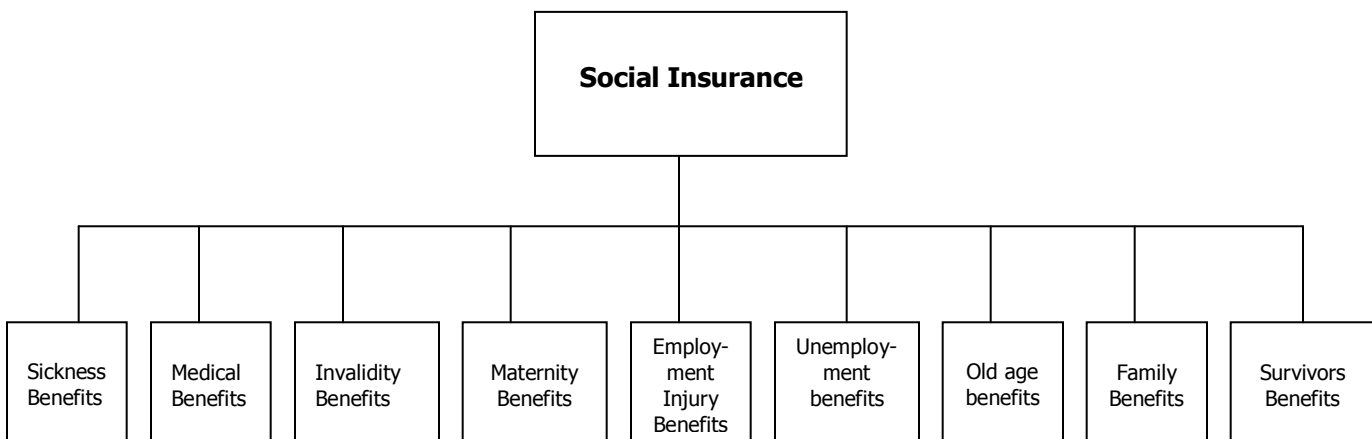 Social Insurance
Sickness
Benefits
Medical
Benefits
Invalidity
Benefits
Maternity
Benefits
Employ-
ment
Injury
Benefits
Unemploy-
ment
benefits
Old age
benefits
Family
Benefits
Survivors
Benefits